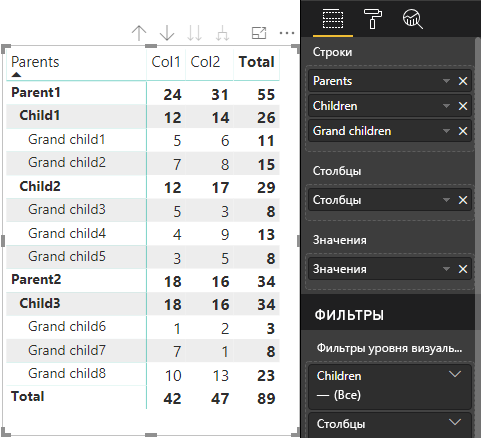 Parents Col1 Col2 Total
Parent1 24 31 55
Child1 12 14 26
Grand child1 5 6 11
Grand child2 7 8 15
Child2 12 17 29
Grand child3 5 3 8
Grand child4 4 9 13
Grand child5 3 5 8
Parent2 18 16 34
Child3 18 16 34
Grand child6 1 2 3
Grand child7 7 1 8
Grand child8 10 13 23
Total 42 47 89
Строки
Parents
Children
Grand children
Столбцы
Столбцы
Значения
Значения
ФИЛЬТРЫ
Фильтры уровня визуаль...
Children
— (Все)
Столбцы